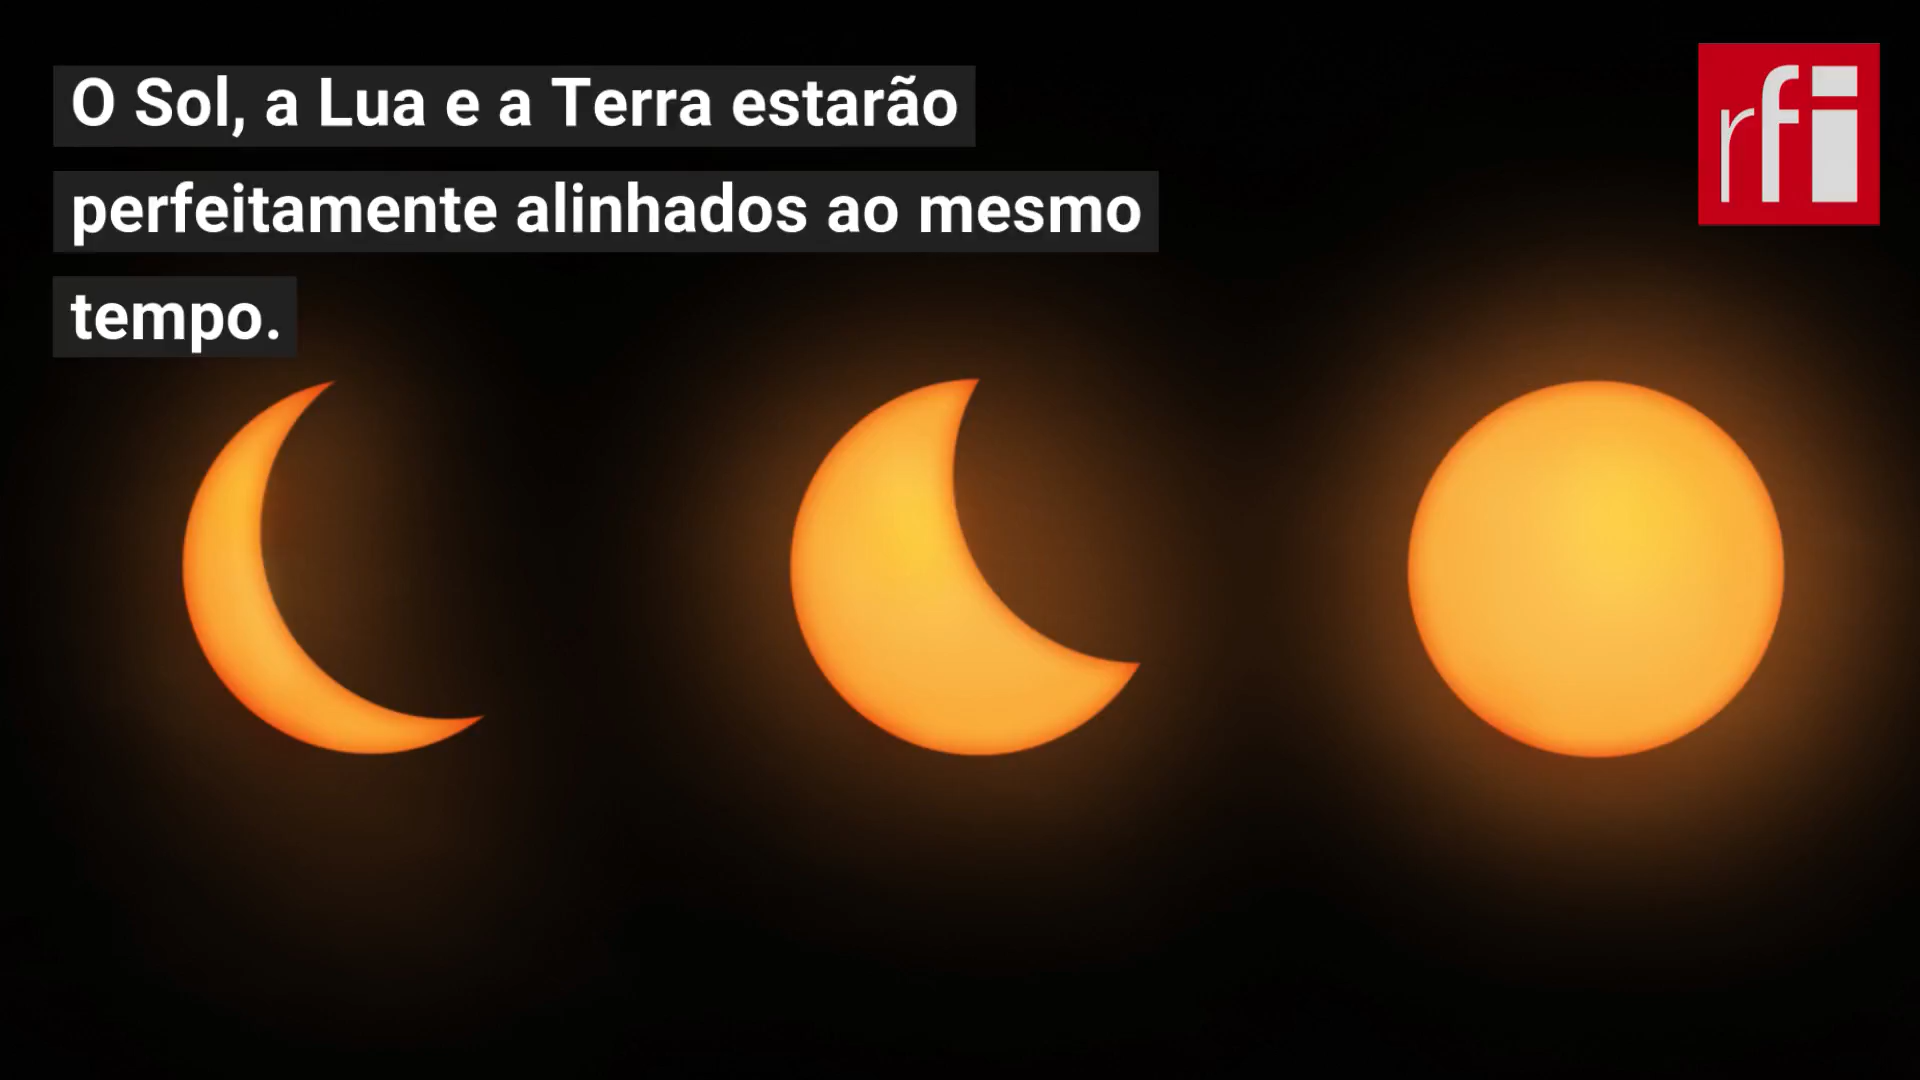 O Sol, a Lua e a Terra estarão
perfeitamente alinhados ao mesmo
tempo.
rfi